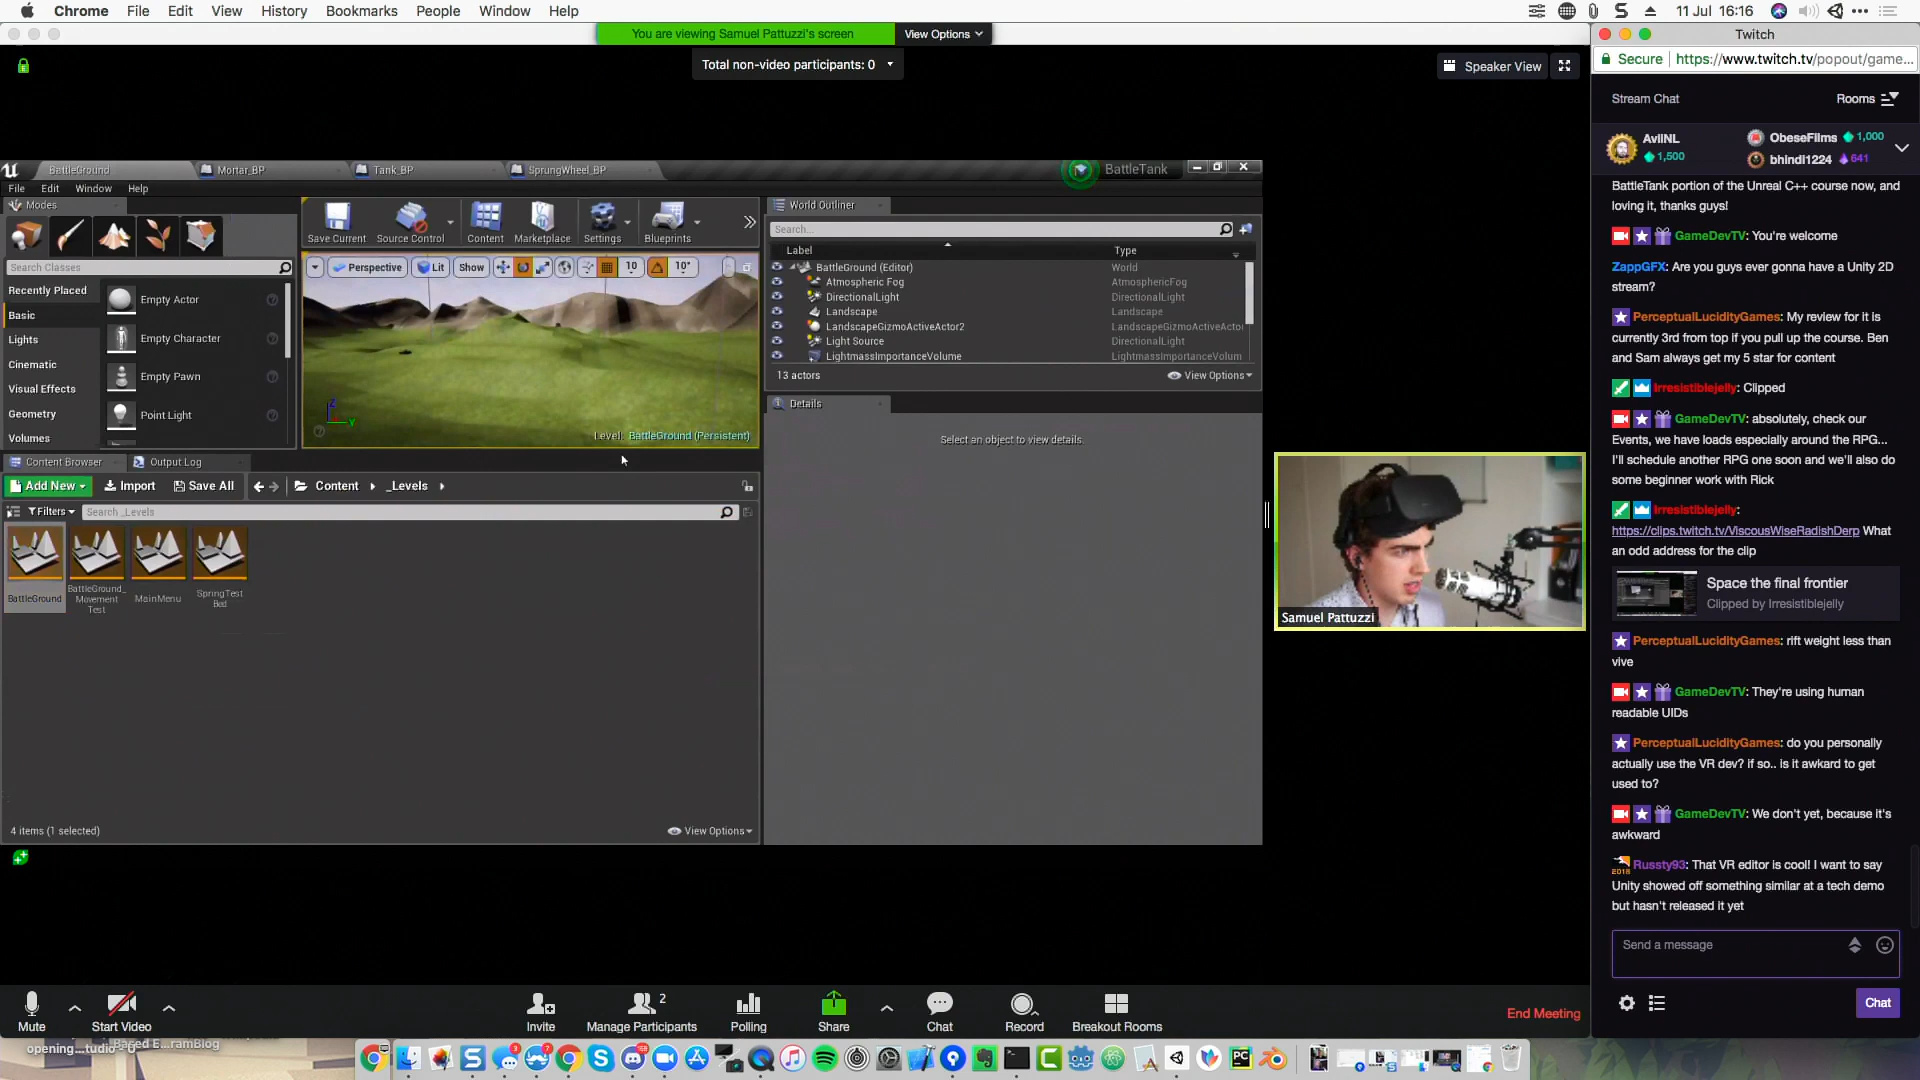 Chrome File Edit View History Bookmarks People Window Help
11 Jul 16:16
You are viewing Samuel Pattuzzi's screen
View Options
Total non-video participants: 0
Speaker View
BattleGround
Mortar_BP
Tank_BP
SprungWheel_BP
BattleTank
File Edit Window Help
Modes
Search Classes
Recently Placed
Basic
Lights
Cinematic
Visual Effects
Geometry
Volumes
Empty Actor
Empty Character
Empty Pawn
Point Light
Save Current
Source Control
Content
Marketplace
Settings
Blueprints
Perspective
Lit
Show
10
10°
Level: BattleGround (Persistent)
World Outliner
Search...
Label Type
BattleGround (Editor) World
Atmospheric Fog AtmosphericFog
DirectionalLight DirectionalLight
Landscape Landscape
LandscapeGizmoActiveActor2 LandscapeGizmoActiveActo
Light Source DirectionalLight
LightmassImportanceVolume LightmassImportanceVolum
13 actors
View Options
Details
Select an object to view details.
Content Browser
Output Log
Add New
Import
Save All
Content
_Levels
Filters
Search _Levels
BattleGround
BattleGround_
Movement
Test
MainMenu
SpringTest
Bed
4 items (1 selected)
View Options
Samuel Pattuzzi
Mute
Start Video
Invite
2
Manage Participants
Polling
Share
Chat
Record
Breakout Rooms
End Meeting
Twitch
Secure https://www.twitch.tv/popout/game...
Stream Chat
Rooms
AvilNL
1,500
ObeseFilms 1,000
bhindi1224 641
BattleTank portion of the Unreal C++ course now, and
loving it, thanks guys!
GameDevTV: You're welcome
ZappGFX: Are you guys ever gonna have a Unity 2D
stream?
PerceptualLucidityGames: My review for it is
currently 3rd from top if you pull up the course. Ben
and Sam always get my 5 star for content
Irresistiblejelly: Clipped
GameDevTV: absolutely, check our
Events, we have loads especially around the RPG...
I'll schedule another RPG one soon and we'll also do
some beginner work with Rick
Irresistiblejelly:
https://clips.twitch.tv/ViscousWiseRadishDerp What
an odd address for the clip
Space the final frontier
Clipped by Irresistiblejelly
PerceptualLucidityGames: rift weight less than
vive
GameDevTV: They're using human
readable UIDs
PerceptualLucidityGames: do you personally
actually use the VR dev? if so.. is it awkard to get
used to?
GameDevTV: We don't yet, because it's
awkward
Russty93: That VR editor is cool! I want to say
Unity showed off something similar at a tech demo
but hasn't released it yet
Send a message
Chat